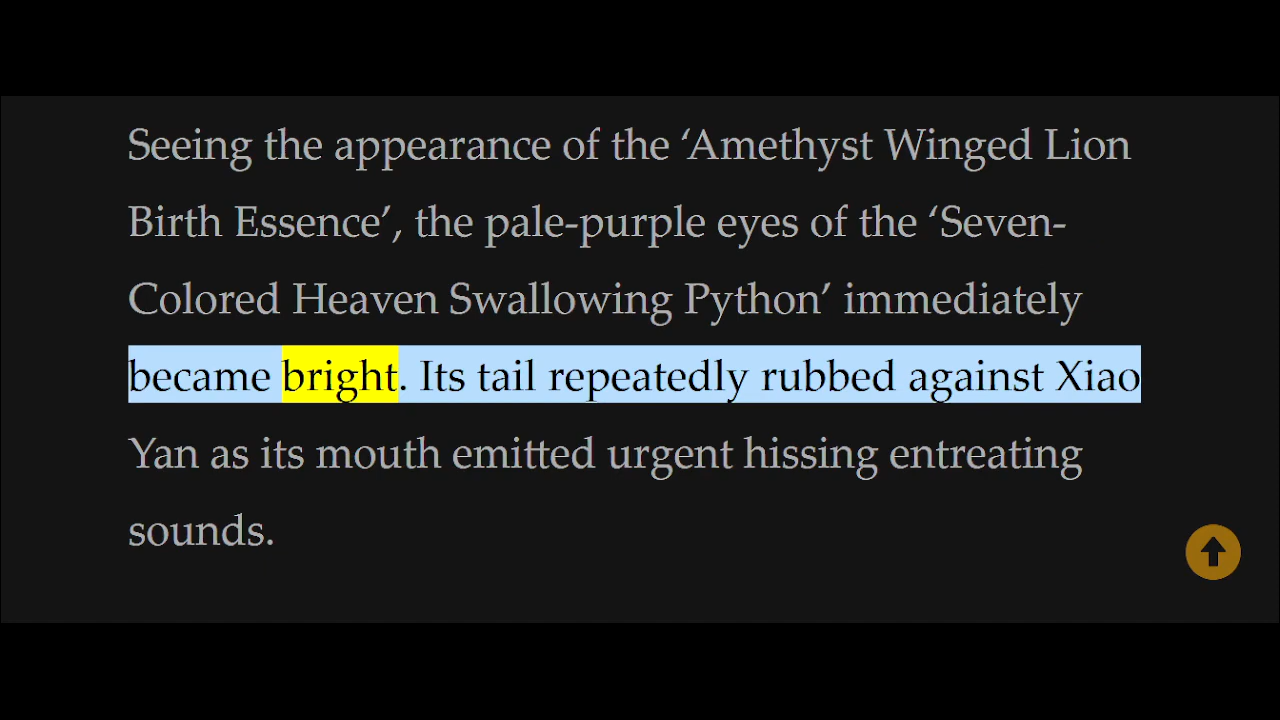 Seeing the appearance of the ‘Amethyst Winged Lion
Birth Essence’, the pale-purple eyes of the ‘Seven-
Colored Heaven Swallowing Python’ immediately
became bright. Its tail repeatedly rubbed against Xiao
Yan as its mouth emitted urgent hissing entreating
sounds.